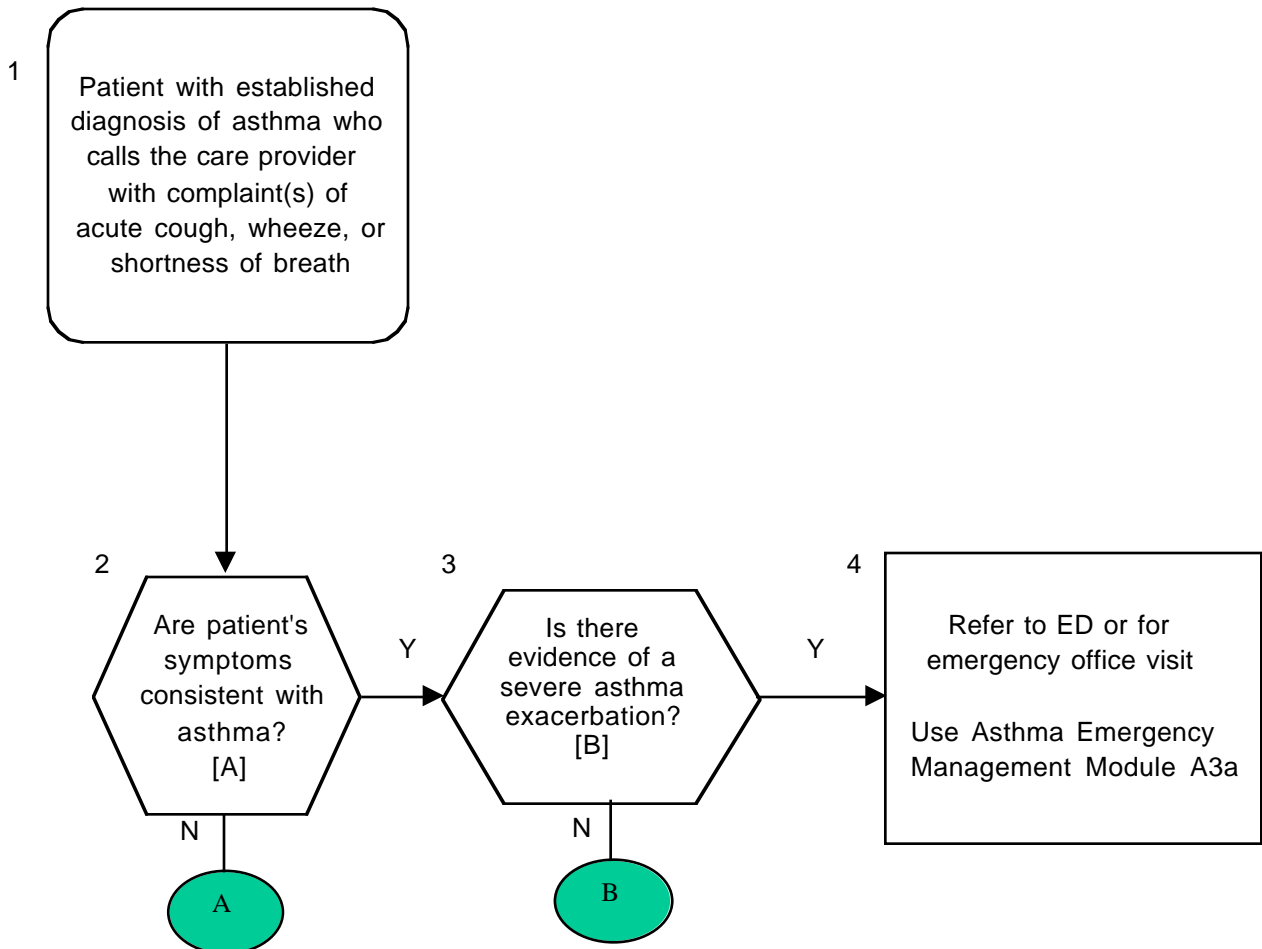 1
Patient with established
diagnosis of asthma who
calls the care provider
with complaint(s) of
acute cough, wheeze, or
shortness of breath
2
Are patient's
symptoms
consistent with
asthma?
[A]
Y
N
A
3
Is there
evidence of a
severe asthma
exacerbation?
[B]
Y
N
B
4
Refer to ED or for
emergency office visit
Use Asthma Emergency
Management Module A3a